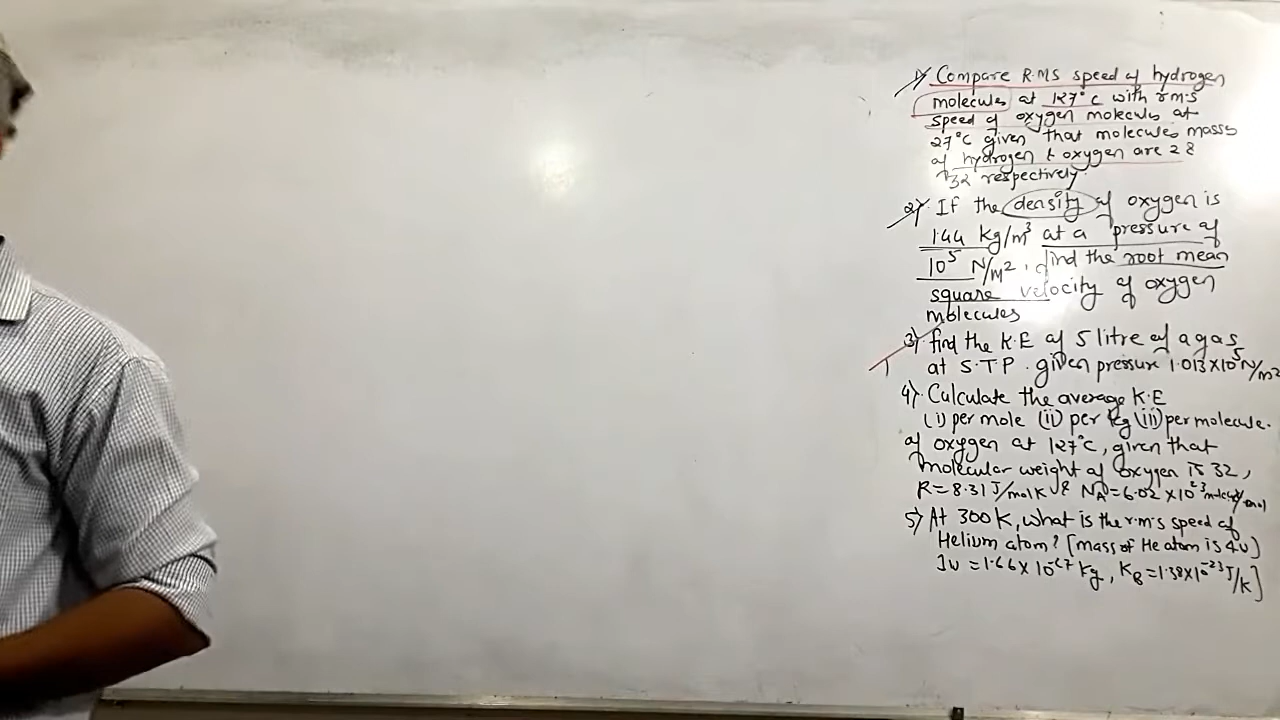 1) Compare R.M.S speed of hydrogen
molecules at 127°C with r.m.s
speed of oxygen molecules at
27°C given that molecules masses
of hydrogen & oxygen are 2 &
32 respectively.
2) If the density of oxygen is
1.44 Kg/m³ at a pressure of
10⁵ N/m², find the root mean
square velocity of oxygen
molecules
3) find the K.E of 5 litre of a gas
at S.T.P. given pressure 1.013×10⁵ N/m²
4) Calculate the average K.E
(i) per mole (ii) per kg (iii) per molecule.
of oxygen at 127°C, given that
molecular weight of oxygen is 32,
R=8.31 J/mol K & N_A=6.02×10²³
5) At 300K, what is the r.m.s speed of
Helium atom? [mass of He atom is 4u]
1u = 1.66×10⁻²⁷ Kg, K_B=1.38×10⁻²³ J/K]